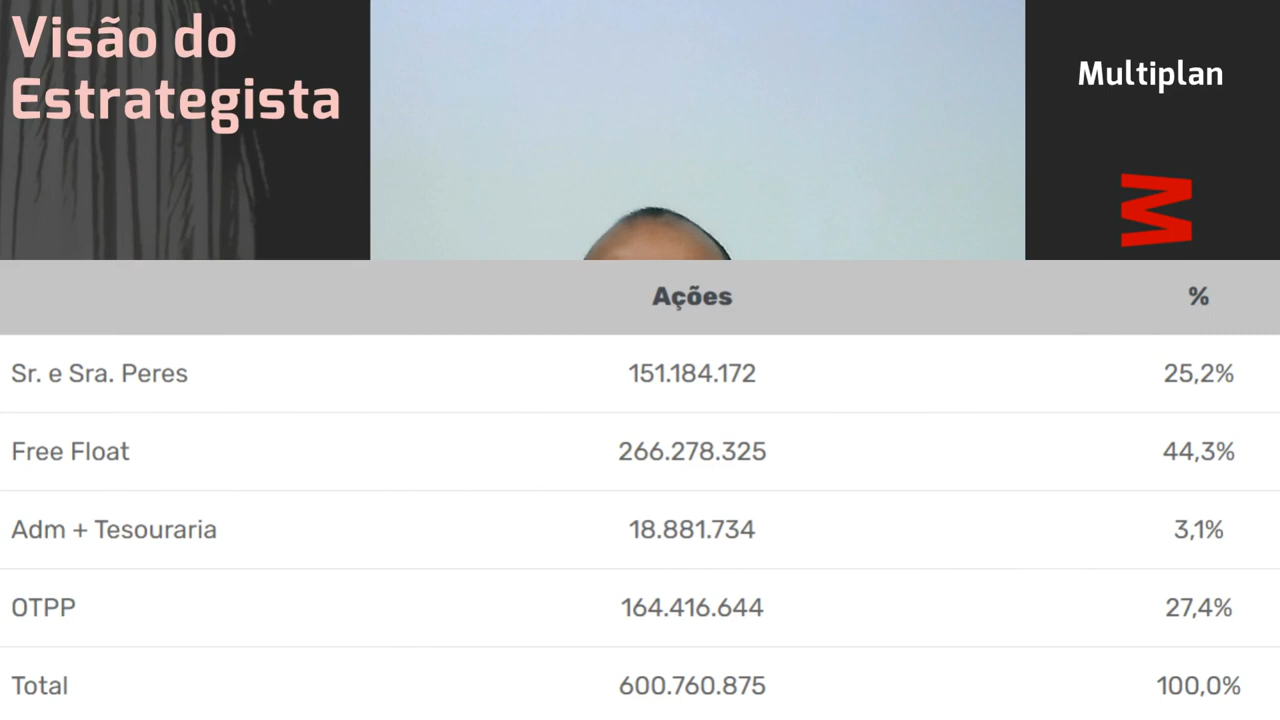 Visão do
Estrategista
Multiplan
Ações %
Sr. e Sra. Peres 151.184.172 25,2%
Free Float 266.278.325 44,3%
Adm + Tesouraria 18.881.734 3,1%
OTPP 164.416.644 27,4%
Total 600.760.875 100,0%